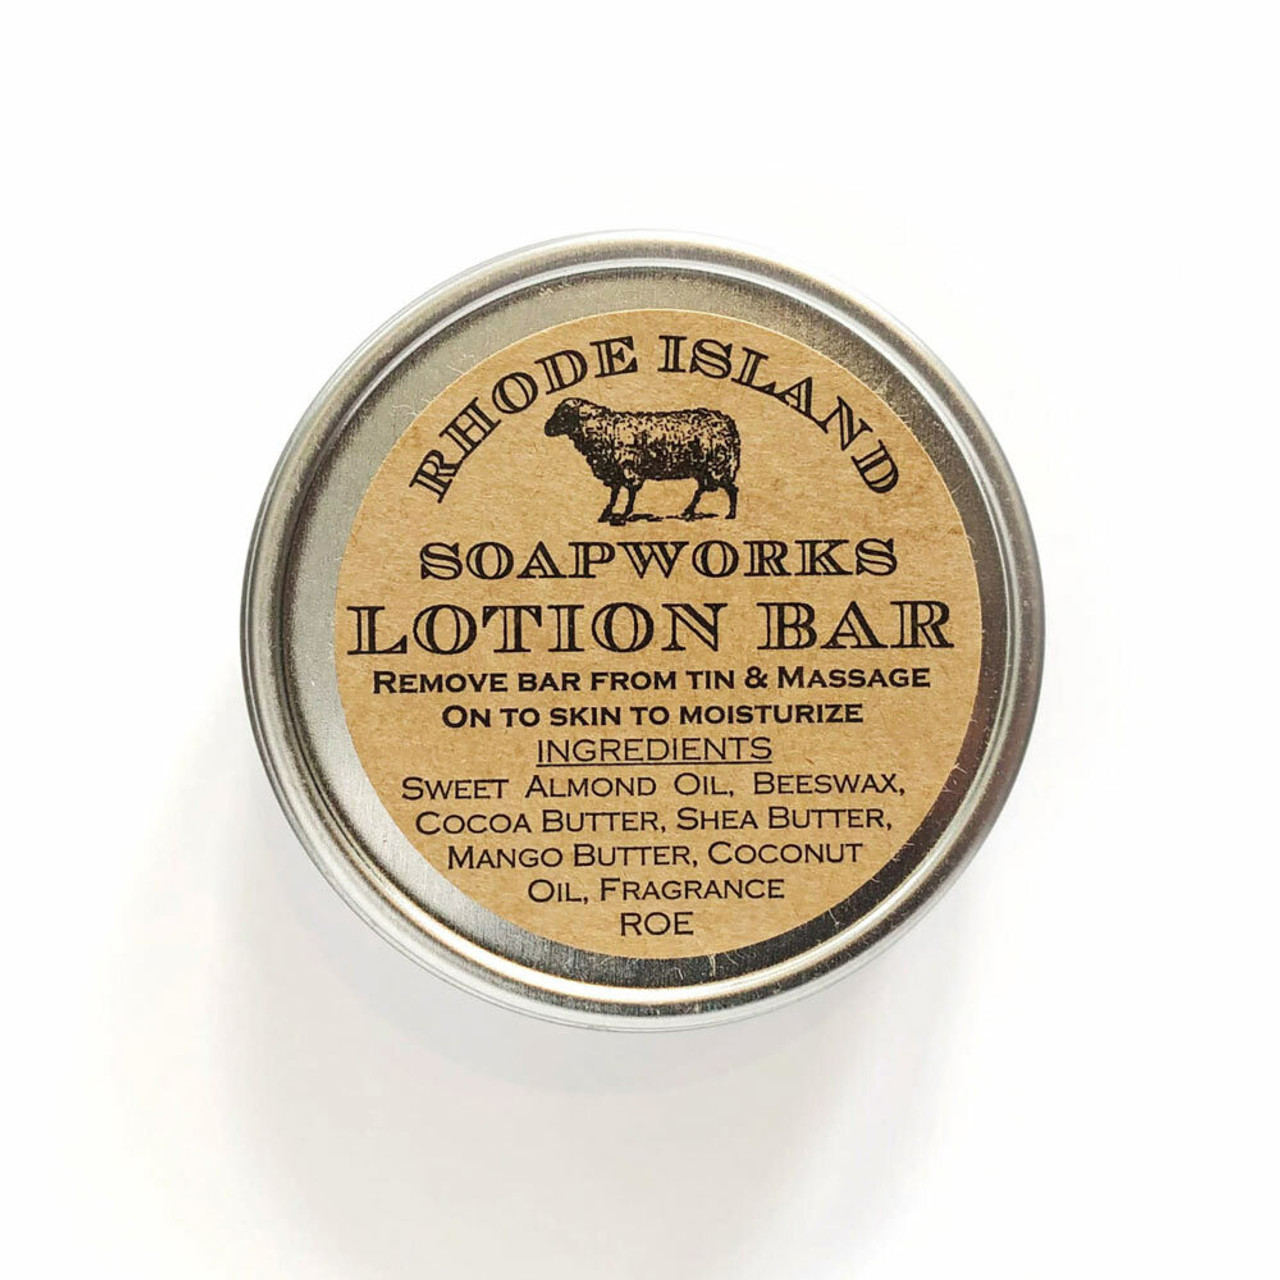 RHODE ISLAND
SOAPWORKS
LOTION BAR
REMOVE BAR FROM TIN & MASSAGE
ON TO SKIN TO MOISTURIZE
INGREDIENTS
SWEET ALMOND OIL, BEESWAX,
COCOA BUTTER, SHEA BUTTER,
MANGO BUTTER, COCONUT
OIL, FRAGRANCE
ROE